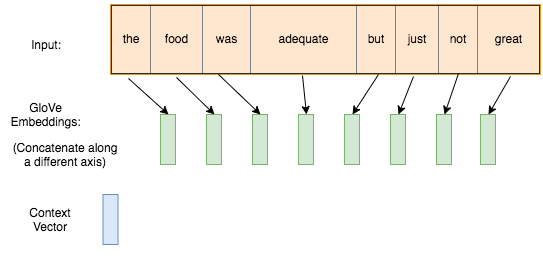 Input:
the food was adequate but just not great
GloVe
Embeddings:
(Concatenate along
a different axis)
Context
Vector